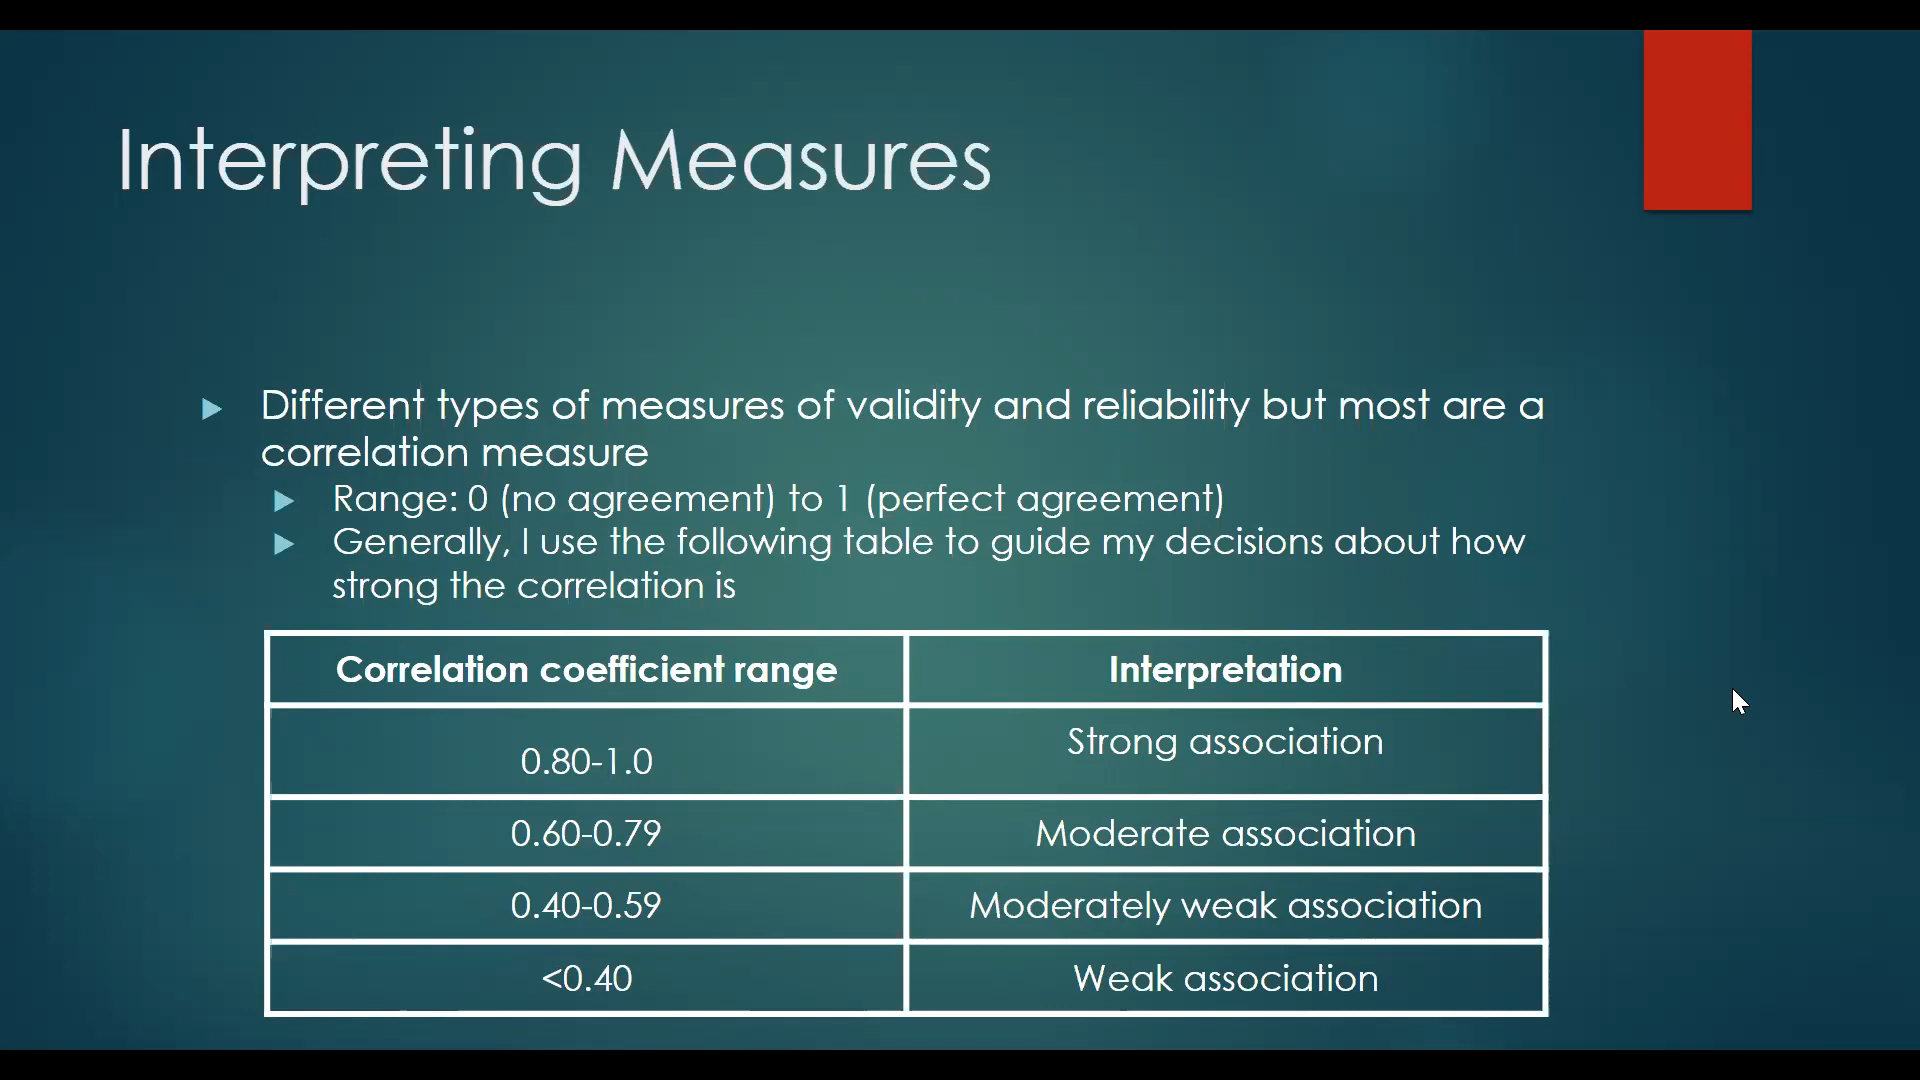 Interpreting Measures
Different types of measures of validity and reliability but most are a
correlation measure
Range: 0 (no agreement) to 1 (perfect agreement)
Generally, I use the following table to guide my decisions about how
strong the correlation is
Correlation coefficient range Interpretation
0.80-1.0 Strong association
0.60-0.79 Moderate association
0.40-0.59 Moderately weak association
<0.40 Weak association